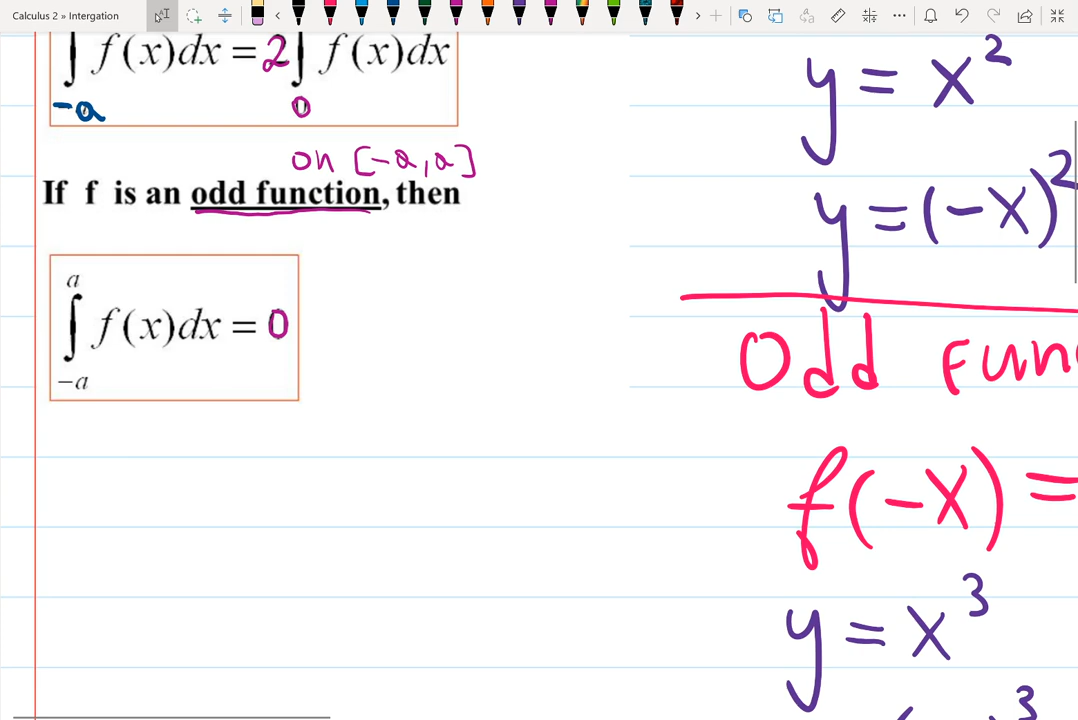 Calculus 2 » Intergation
∫ f(x)dx = 2∫ f(x)dx
-a 0
on [-a,a]
If f is an odd function, then
a
∫ f(x)dx = 0
-a
y = x²
y = (-x)²
Odd Fun
f(-x) =
y = x³
3